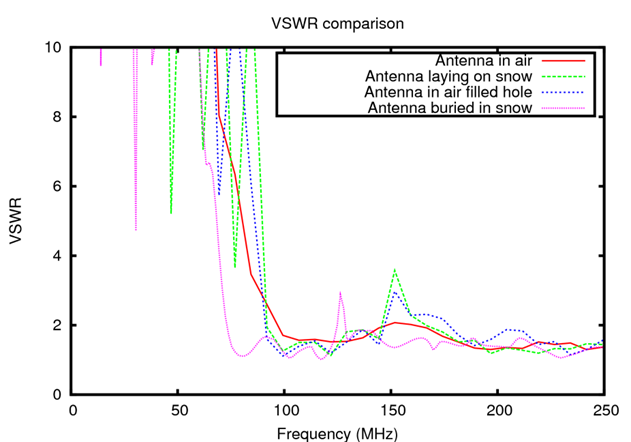 VSWR comparison
10
8
6
4
2
0
VSWR
Antenna in air
Antenna laying on snow
Antenna in air filled hole
Antenna buried in snow
0 50 100 150 200 250
Frequency (MHz)